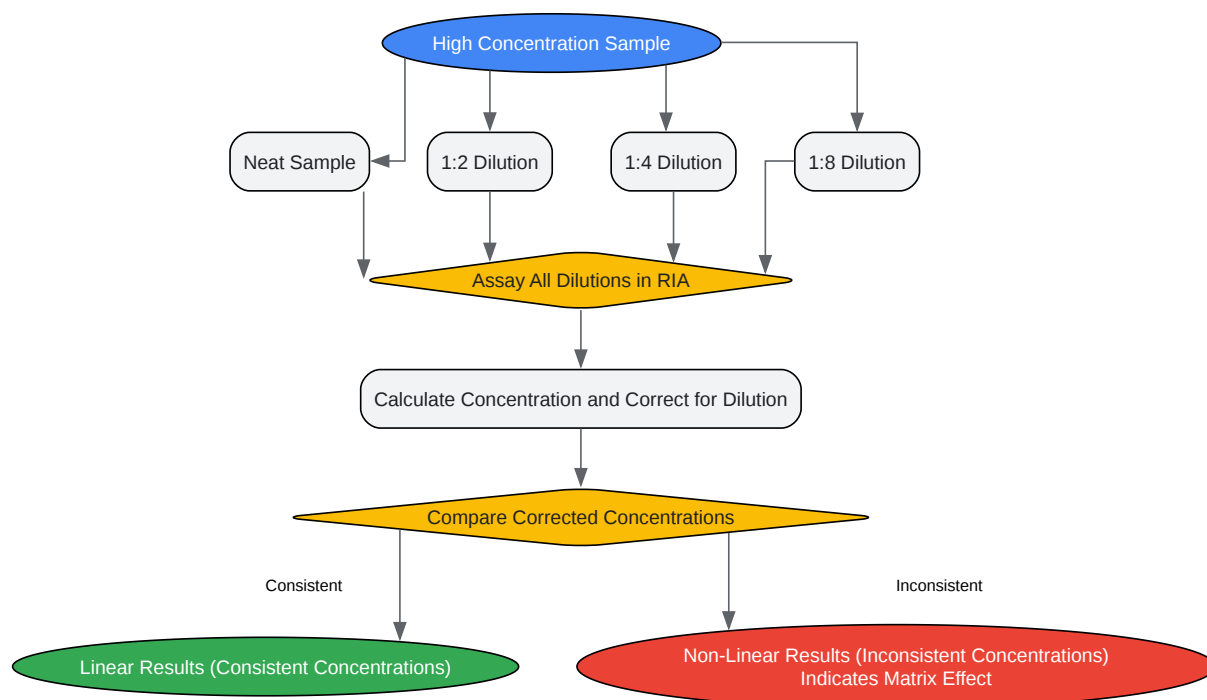 High Concentration Sample
Neat Sample
1:2 Dilution
1:4 Dilution
1:8 Dilution
Assay All Dilutions in RIA
Calculate Concentration and Correct for Dilution
Compare Corrected Concentrations
Consistent
Inconsistent
Linear Results (Consistent Concentrations)
Non-Linear Results (Inconsistent Concentrations)
Indicates Matrix Effect